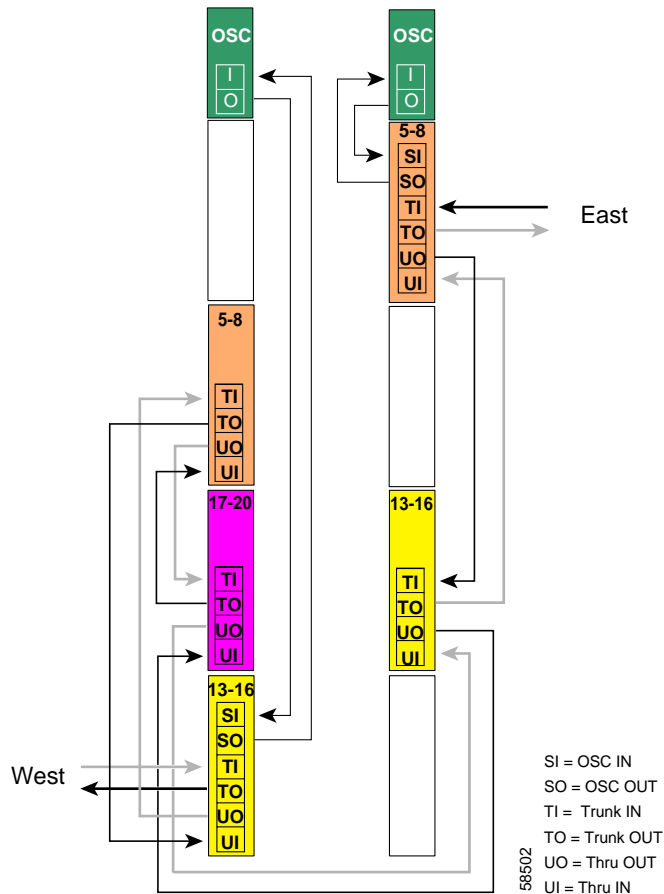 OSC
I
O
5-8
TI
TO
UO
UI
17-20
TI
TO
UO
UI
13-16
SI
SO
TI
TO
UO
UI
West
OSC
I
O
5-8
SI
SO
TI
TO
UO
UI
East
13-16
TI
TO
UO
UI
SI = OSC IN
SO = OSC OUT
TI = Trunk IN
TO = Trunk OUT
UO = Thru OUT
UI = Thru IN
58502